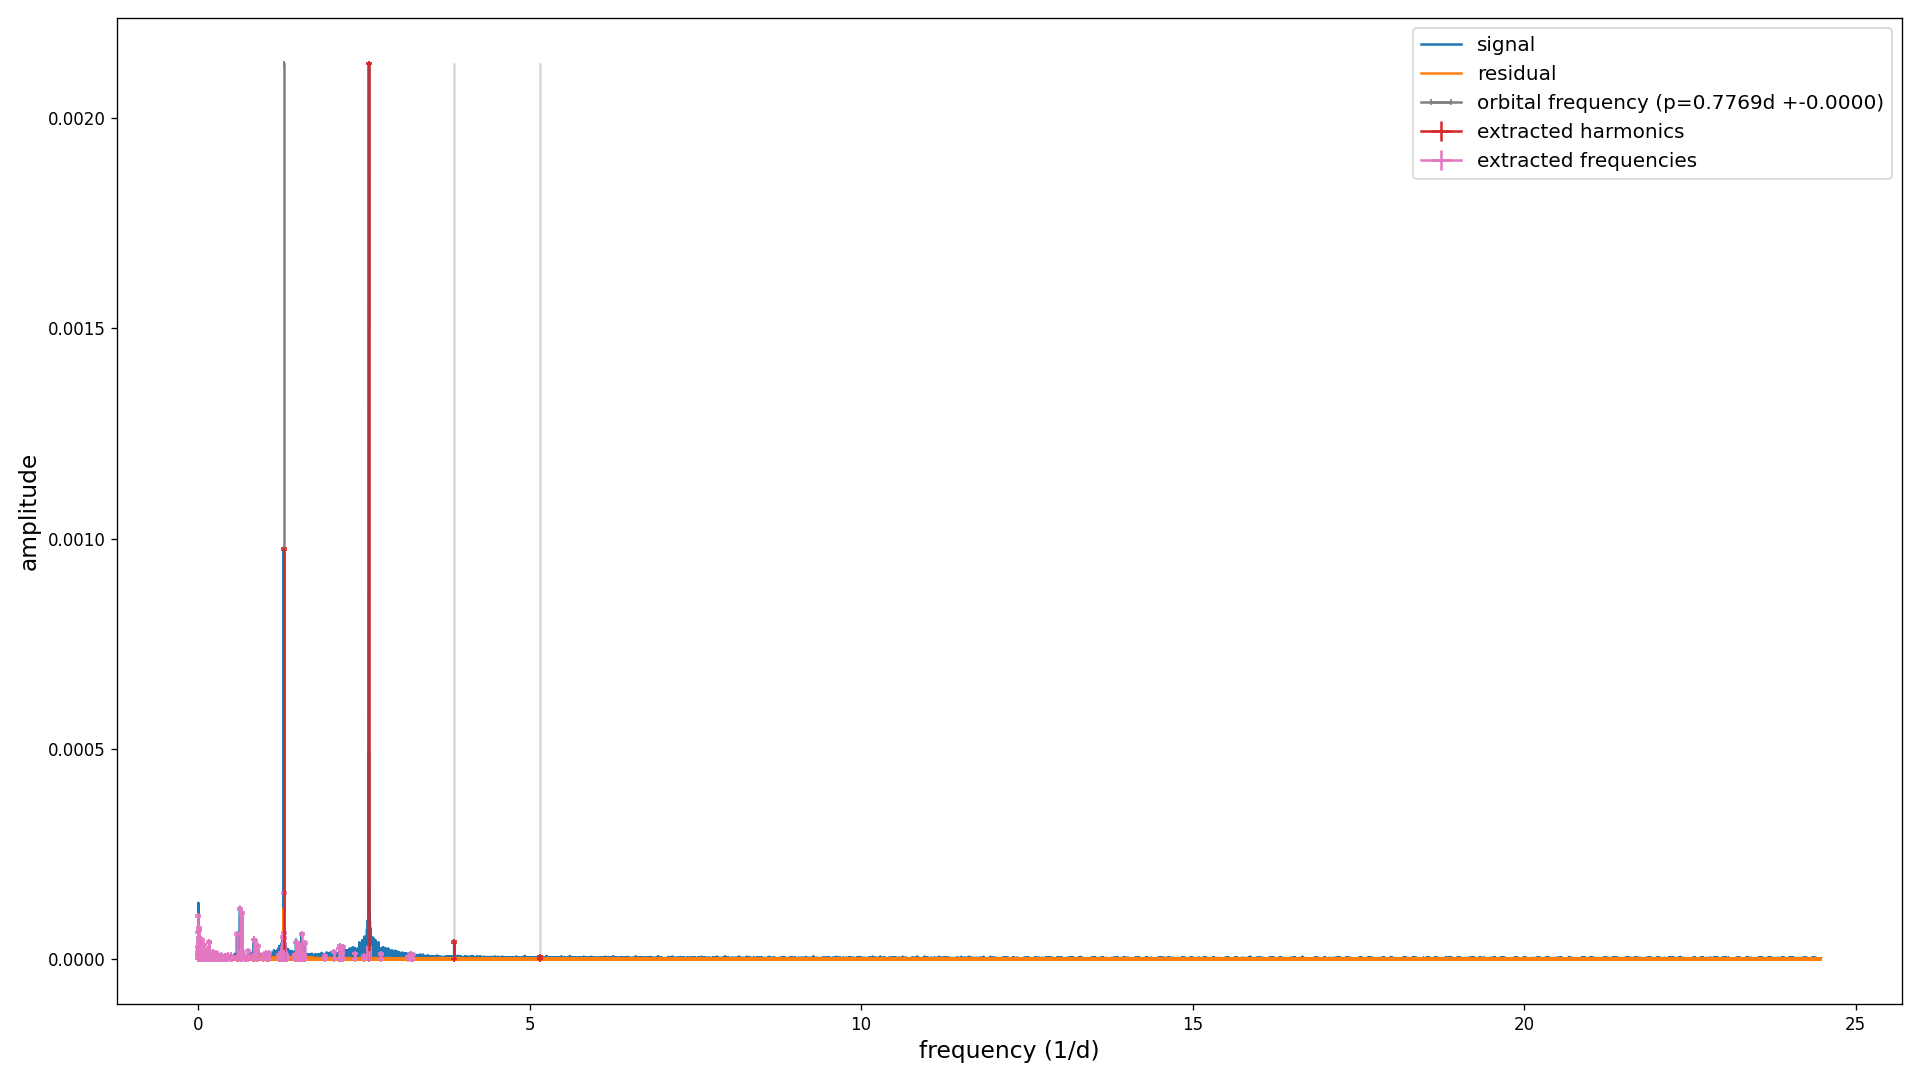 signal
residual
orbital frequency (p=0.7769d +-0.0000)
extracted harmonics
extracted frequencies
amplitude
0.0020
0.0015
0.0010
0.0005
0.0000
0 5 10 15 20 25
frequency (1/d)